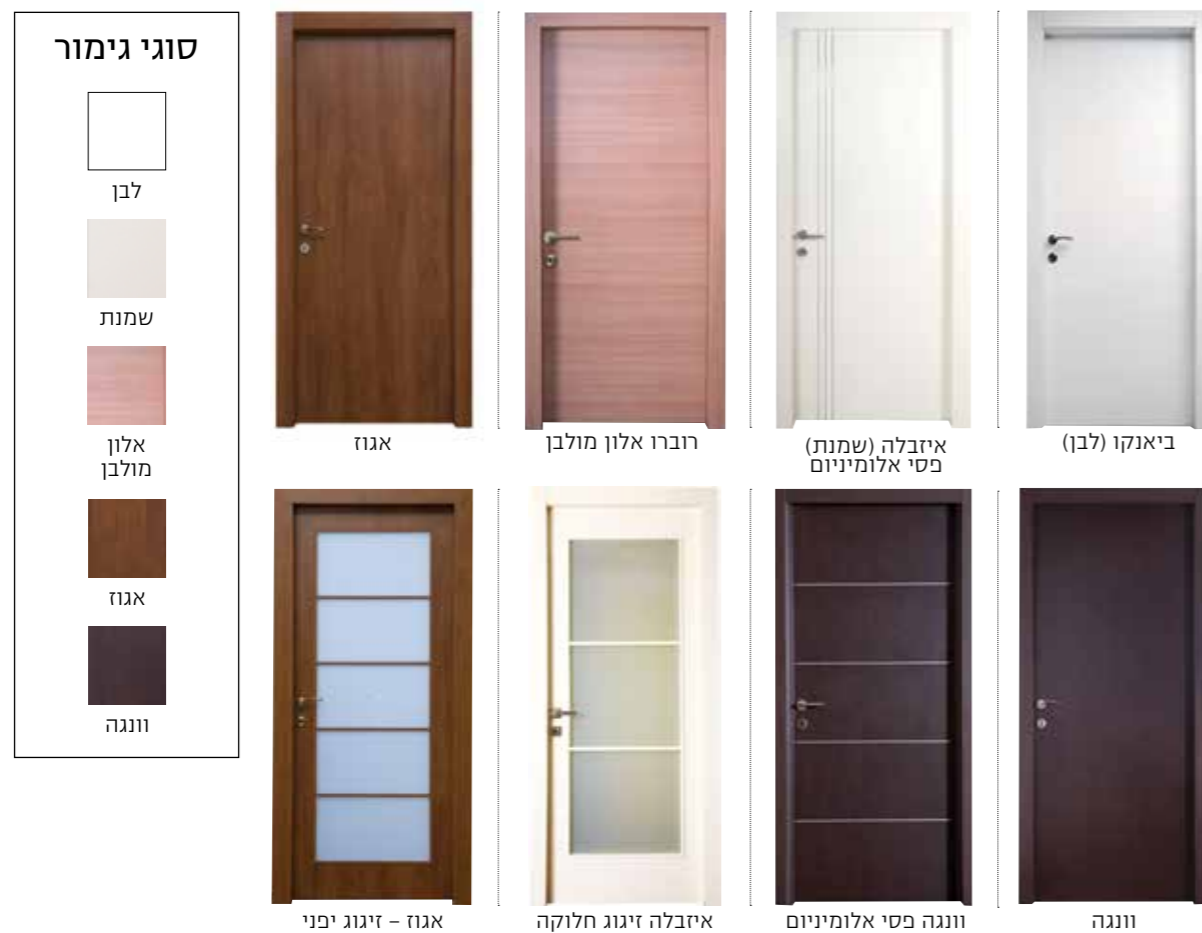 סוגי גימור
לבן
שמנת
אלון
מולבן
אגוז
וונגה
ביאנקו (לבן)
איזבלה (שמנת)
פסי אלומיניום
רוברו אלון מולבן
אגוז
וונגה
וונגה פסי אלומיניום
איזבלה זיגוג חלוקה
אגוז – זיגוג יפני